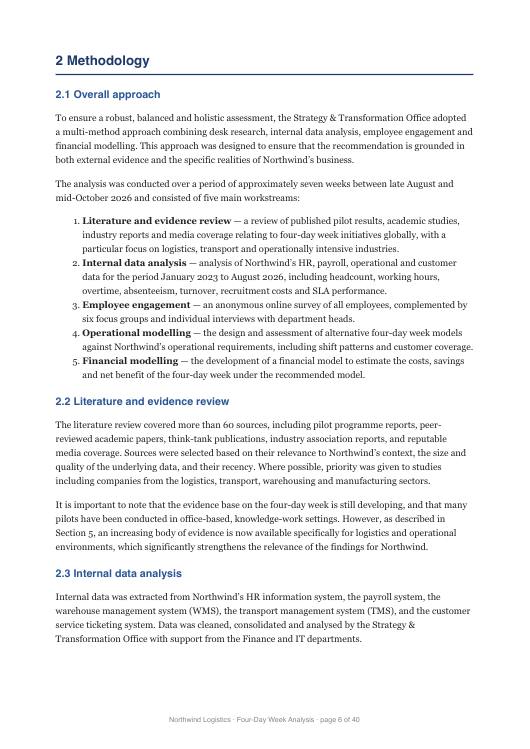 2 Methodology
2.1 Overall approach
To ensure a robust, balanced and holistic assessment, the Strategy & Transformation Office adopted
a multi-method approach combining desk research, internal data analysis, employee engagement and
financial modelling. This approach was designed to ensure that the recommendation is grounded in
both external evidence and the specific realities of Northwind's business.
The analysis was conducted over a period of approximately seven weeks between late August and
mid-October 2026 and consisted of five main workstreams:
1. Literature and evidence review — a review of published pilot results, academic studies,
industry reports and media coverage relating to four-day week initiatives globally, with a
particular focus on logistics, transport and operationally intensive industries.
2. Internal data analysis — analysis of Northwind's HR, payroll, operational and customer
data for the period January 2023 to August 2026, including headcount, working hours,
overtime, absenteeism, turnover, recruitment costs and SLA performance.
3. Employee engagement — an anonymous online survey of all employees, complemented by
six focus groups and individual interviews with department heads.
4. Operational modelling — the design and assessment of alternative four-day week models
against Northwind's operational requirements, including shift patterns and customer coverage.
5. Financial modelling — the development of a financial model to estimate the costs, savings
and net benefit of the four-day week under the recommended model.
2.2 Literature and evidence review
The literature review covered more than 60 sources, including pilot programme reports, peer-
reviewed academic papers, think-tank publications, industry association reports, and reputable
media coverage. Sources were selected based on their relevance to Northwind's context, the size and
quality of the underlying data, and their recency. Where possible, priority was given to studies
including companies from the logistics, transport, warehousing and manufacturing sectors.
It is important to note that the evidence base on the four-day week is still developing, and that many
pilots have been conducted in office-based, knowledge-work settings. However, as described in
Section 5, an increasing body of evidence is now available specifically for logistics and operational
environments, which significantly strengthens the relevance of the findings for Northwind.
2.3 Internal data analysis
Internal data was extracted from Northwind's HR information system, the payroll system, the
warehouse management system (WMS), the transport management system (TMS), and the customer
service ticketing system. Data was cleaned, consolidated and analysed by the Strategy &
Transformation Office with support from the Finance and IT departments.
Northwind Logistics · Four-Day Week Analysis · page 6 of 40